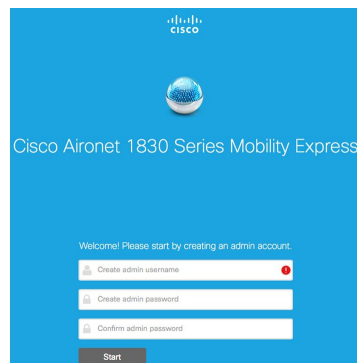 CISCO
Cisco Aironet 1830 Series Mobility Express
Welcome! Please start by creating an admin account.
Create admin username
Create admin password
Confirm admin password
Start